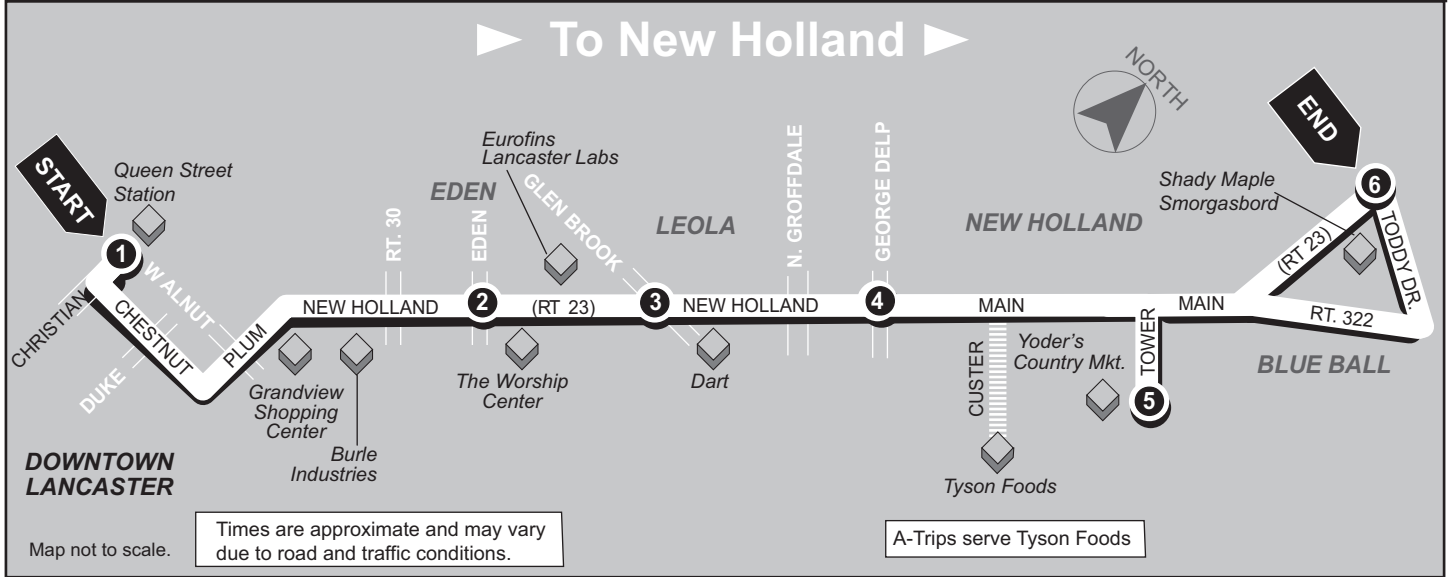 To New Holland
NORTH
START
END
Queen Street
Station
Eurofins
Lancaster Labs
Shady Maple
Smorgasbord
EDEN
LEOLA
NEW HOLLAND
BLUE BALL
1
2
3
4
5
6
CHRISTIAN
CHESTNUT
W ALNUT
DUKE
PLUM
NEW HOLLAND
RT. 30
EDEN
(RT 23)
GLEN BROOK
NEW HOLLAND
N. GROFFDALE
GEORGE DELP
MAIN
CUSTER
TOWER
MAIN
(RT 23)
TODDY DR.
RT. 322
Grandview
Shopping
Center
Burle
Industries
The Worship
Center
Dart
Yoder's
Country Mkt.
Tyson Foods
DOWNTOWN
LANCASTER
Map not to scale.
Times are approximate and may vary
due to road and traffic conditions.
A-Trips serve Tyson Foods